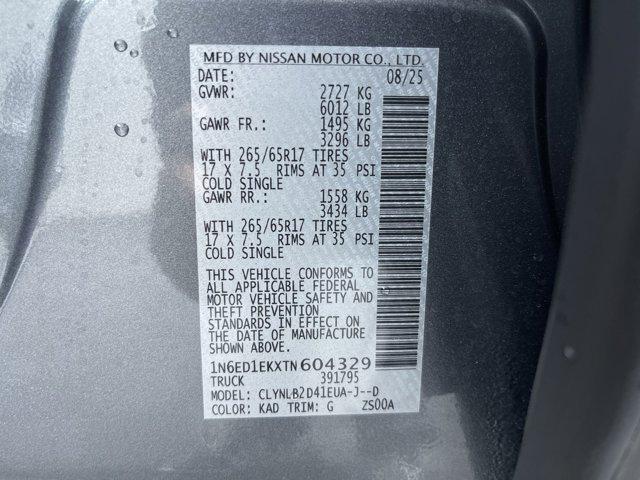 MFD BY NISSAN MOTOR CO., LTD.
DATE: 08/25
GVWR: 2727 KG
6012 LB
GAWR FR.: 1495 KG
3296 LB
WITH 265/65R17 TIRES
17 X 7.5 RIMS AT 35 PSI
COLD SINGLE
GAWR RR.: 1558 KG
3434 LB
WITH 265/65R17 TIRES
17 X 7.5 RIMS AT 35 PSI
COLD SINGLE
THIS VEHICLE CONFORMS TO
ALL APPLICABLE FEDERAL
MOTOR VEHICLE SAFETY AND
THEFT PREVENTION
STANDARDS IN EFFECT ON
THE DATE OF MANUFACTURE
SHOWN ABOVE.
1N6ED1EKXTN604329
TRUCK 391795
MODEL: CLYNLB2D41EUA-J--D
COLOR: KAD TRIM: G ZS00A